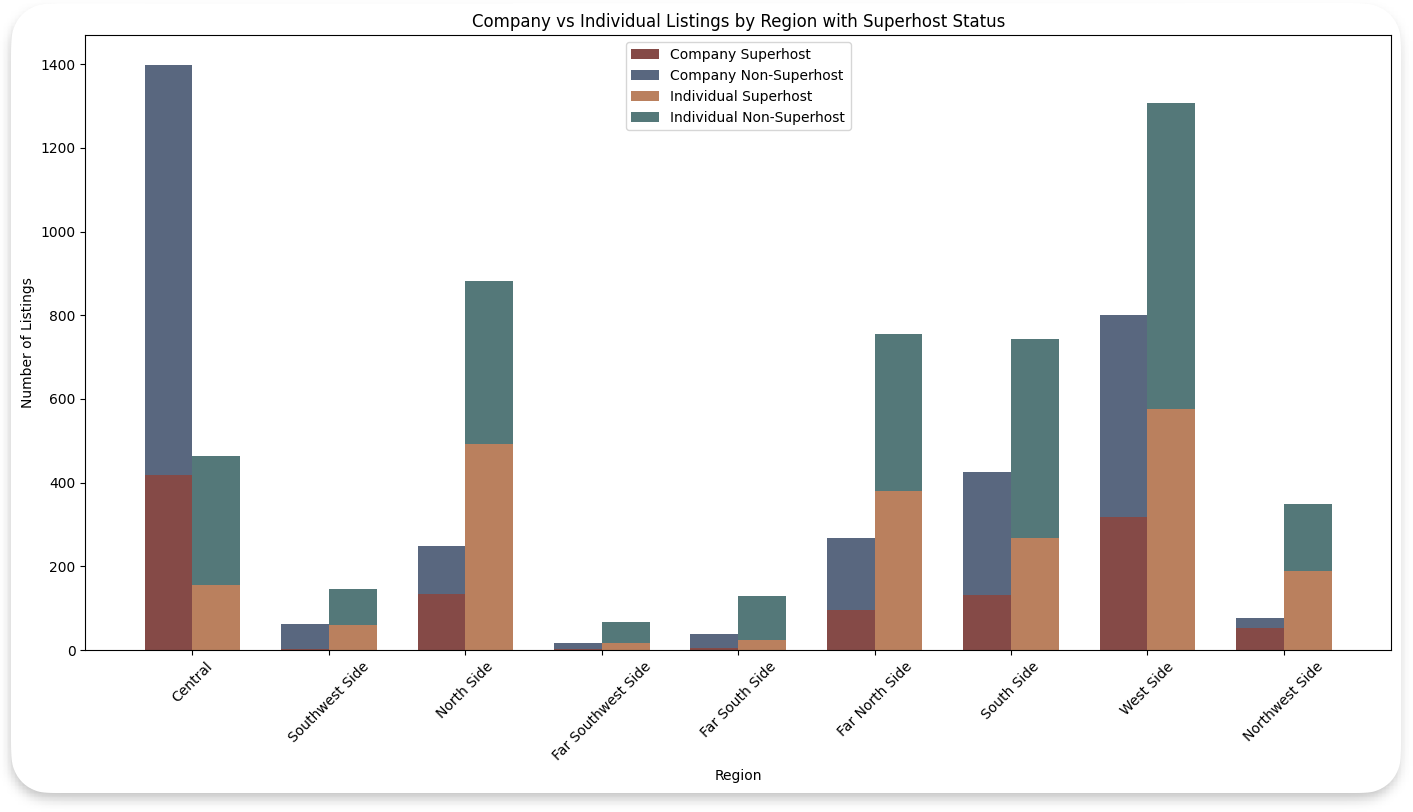 Company vs Individual Listings by Region with Superhost Status
Company Superhost
Company Non-Superhost
Individual Superhost
Individual Non-Superhost
Number of Listings
1400
1200
1000
800
600
400
200
0
Central
Southwest Side
North Side
Far Southwest Side
Far South Side
Far North Side
South Side
West Side
Northwest Side
Region